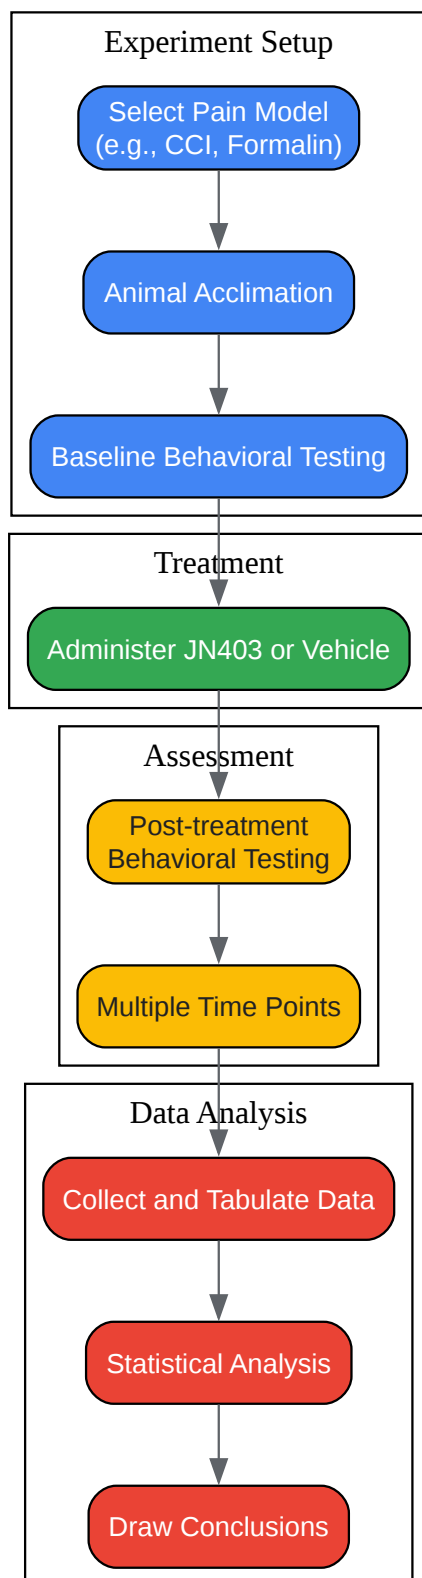 Experiment Setup
Select Pain Model
(e.g., CCI, Formalin)
Animal Acclimation
Baseline Behavioral Testing
Treatment
Administer JN403 or Vehicle
Assessment
Post-treatment
Behavioral Testing
Multiple Time Points
Data Analysis
Collect and Tabulate Data
Statistical Analysis
Draw Conclusions